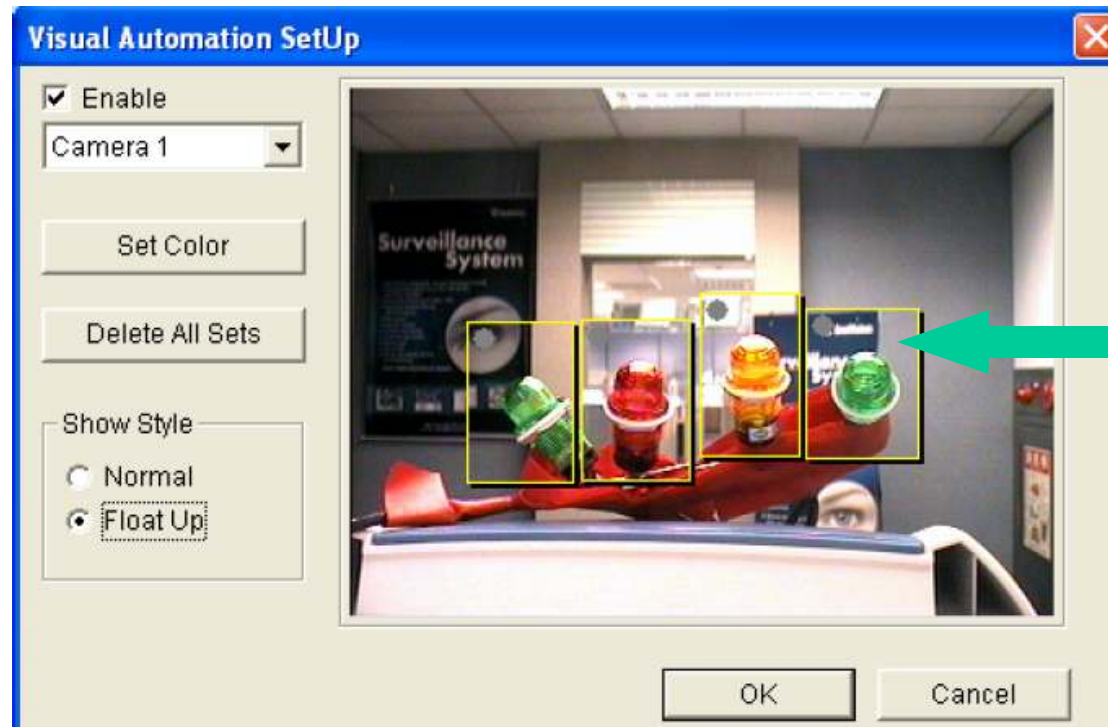 Visual Automation SetUp
Enable
Camera 1
Set Color
Delete All Sets
Show Style
Normal
Float Up
Surveillance
System
OK
Cancel